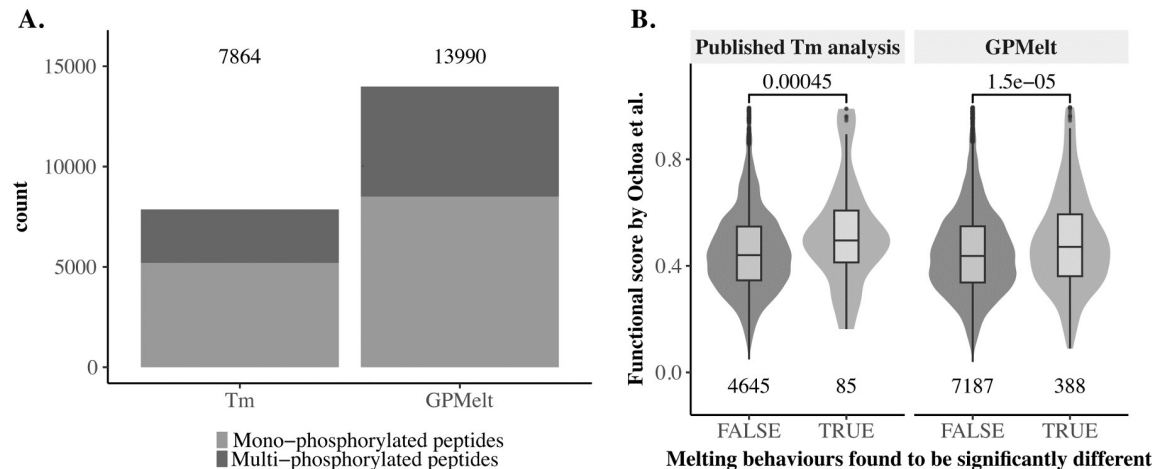 A.
7864
13990
15000
10000
5000
0
count
Tm
GPMelt
Mono−phosphorylated peptides
Multi−phosphorylated peptides
B.
Published Tm analysis
GPMelt
0.00045
1.5e−05
Functional score by Ochoa et al.
0.8
0.4
0.0
4645
85
7187
388
FALSE
TRUE
FALSE
TRUE
Melting behaviours found to be significantly different